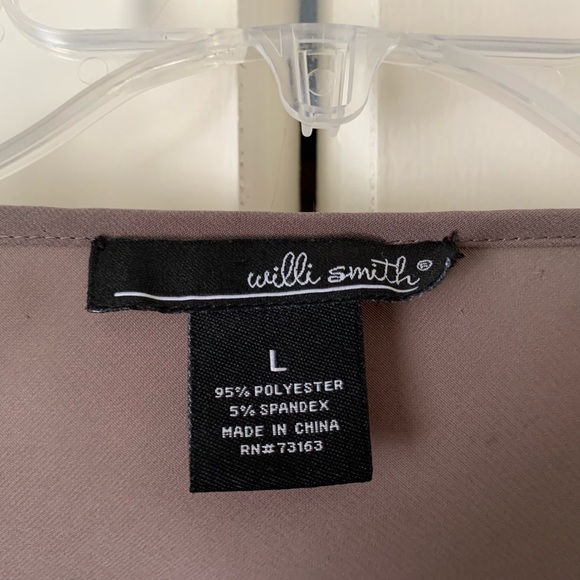 willi smith®
L
95% POLYESTER
5% SPANDEX
MADE IN CHINA
RN#73163